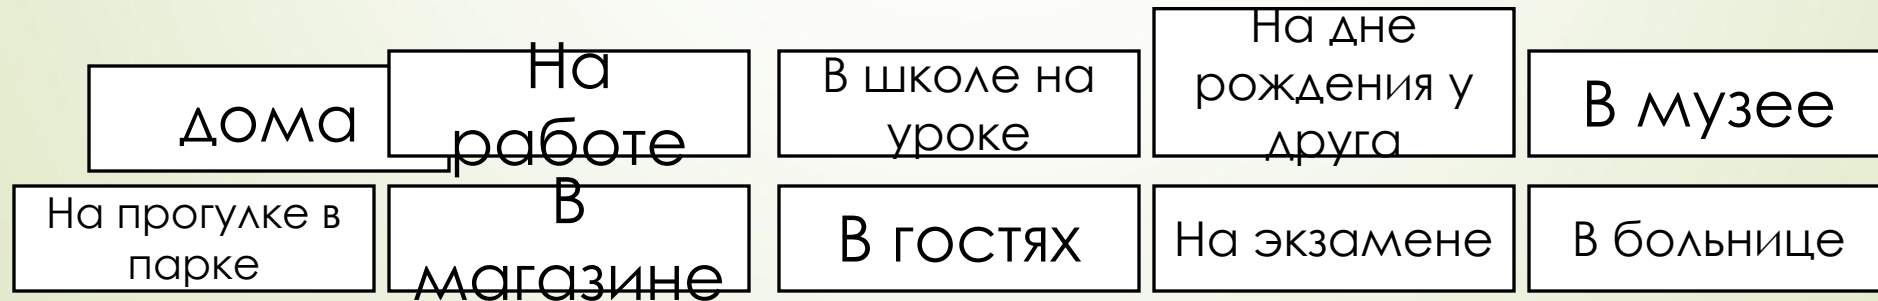 дома
На
работе
В школе на
уроке
На дне
рождения у
друга
В музее
На прогулке в
парке
В
магазине
В гостях
На экзамене
В больнице